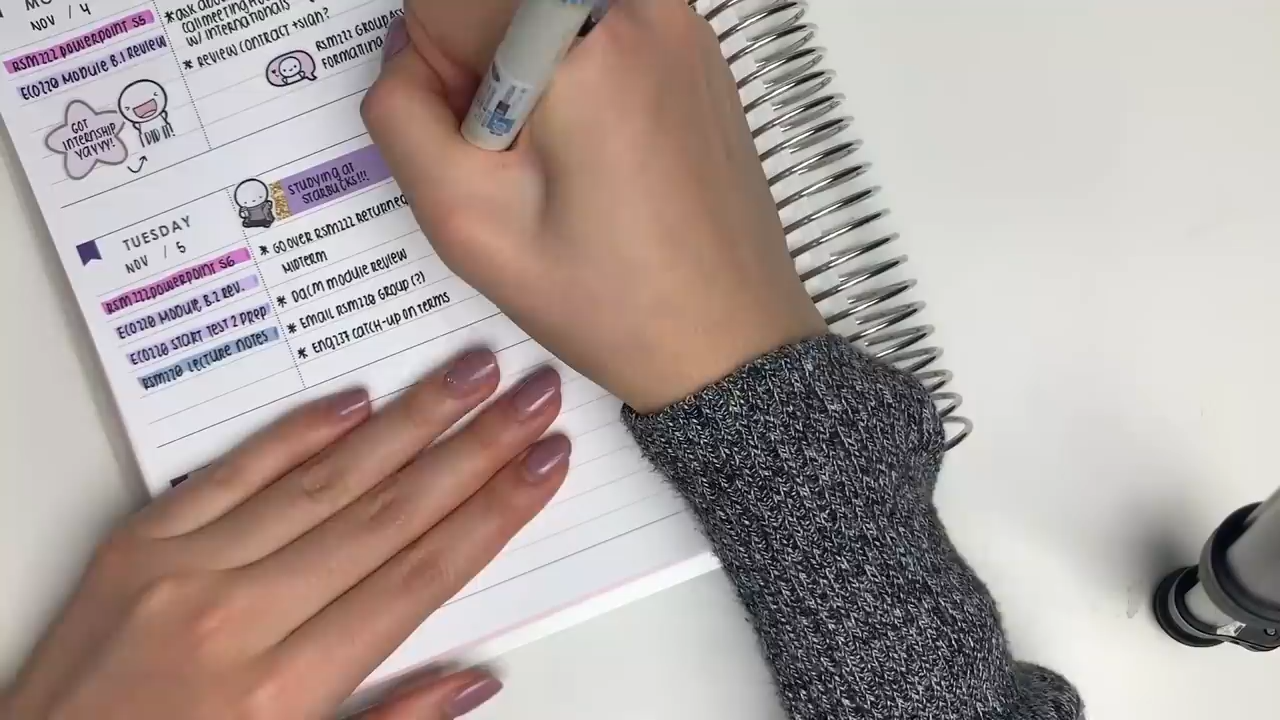 NOV / 4
RSM222 POWERPOINT S5
ECO220 MODULE 8.1 REVIEW
GOT
INTERNSHIP
YAYYY!
I DID IT!
W/ INTERNATIONALS
* REVIEW CONTRACT + SIGN?
RSM222 GROUP
TUESDAY
NOV / 5
RSM222 POWERPOINT S6
ECO220 MODULE 8.2 REV.
ECO220 START TEST 2 PREP
RSM220 LECTURE NOTES
STUDYING AT
STARBUCKS!!!
* GO OVER RSM222 RETURNED
MIDTERM
* DACM MODULE REVIEW
* EMAIL RSM220 GROUP (?)
* ENG237 CATCH-UP ON TERMS